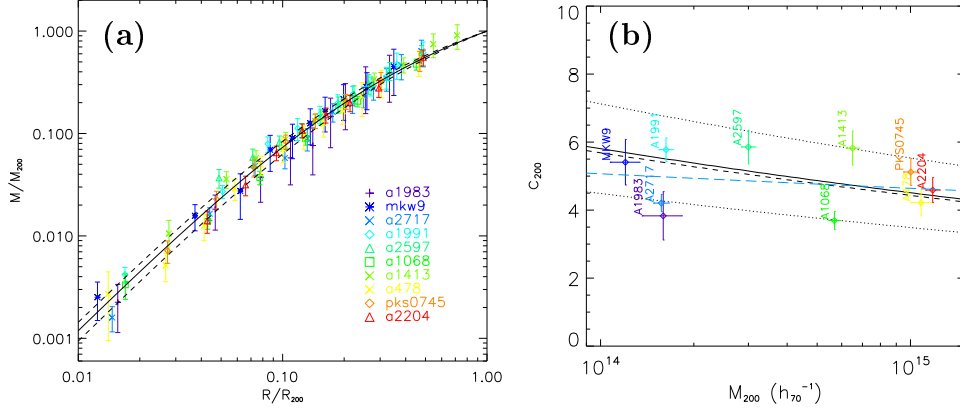 (a)
M/M200
1.000
0.100
0.010
0.001
a1983
mkw9
a2717
a1991
a2597
a1068
a1413
a478
pks0745
a2204
0.01
0.10
1.00
R/R200
(b)
C200
10
8
6
4
2
0
MKW9
A1991
A2717
A1983
A2597
A1413
A1068
PKS0745
A478
A2204
10^14
10^15
M200 (h70^-1)